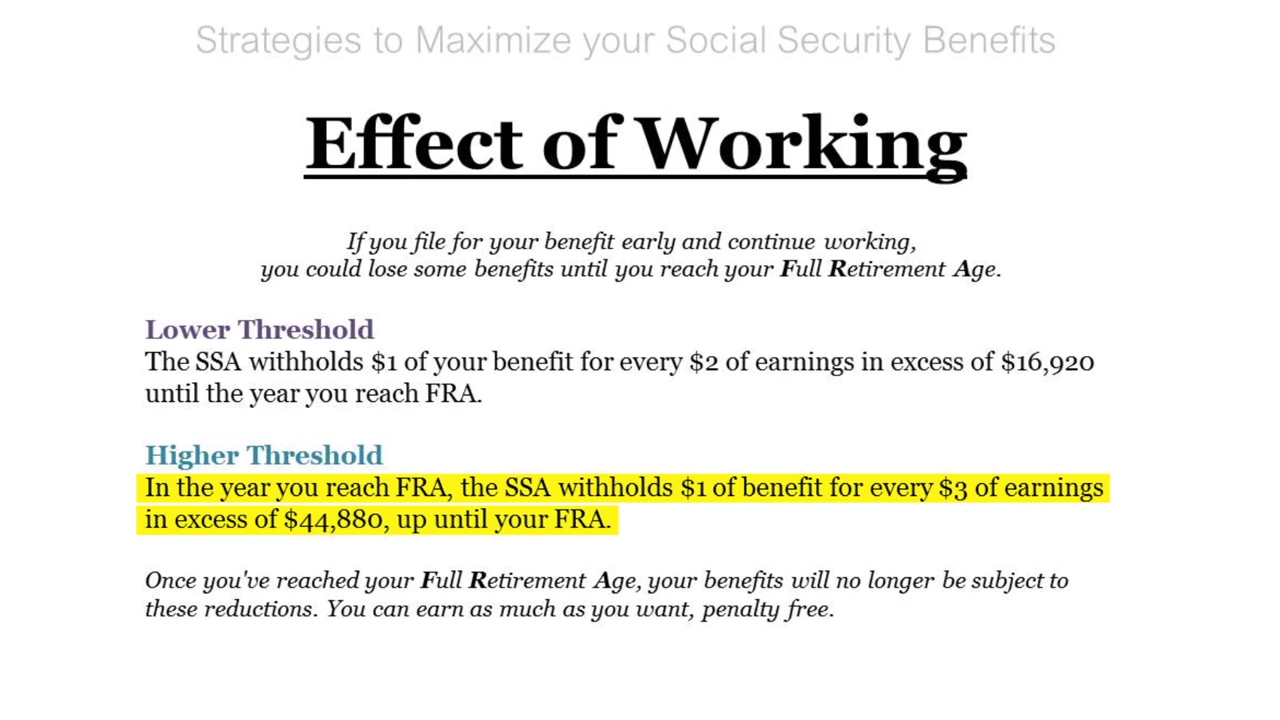 Strategies to Maximize your Social Security Benefits
Effect of Working
If you file for your benefit early and continue working,
you could lose some benefits until you reach your Full Retirement Age.
Lower Threshold
The SSA withholds $1 of your benefit for every $2 of earnings in excess of $16,920
until the year you reach FRA.
Higher Threshold
In the year you reach FRA, the SSA withholds $1 of benefit for every $3 of earnings
in excess of $44,880, up until your FRA.
Once you've reached your Full Retirement Age, your benefits will no longer be subject to
these reductions. You can earn as much as you want, penalty free.